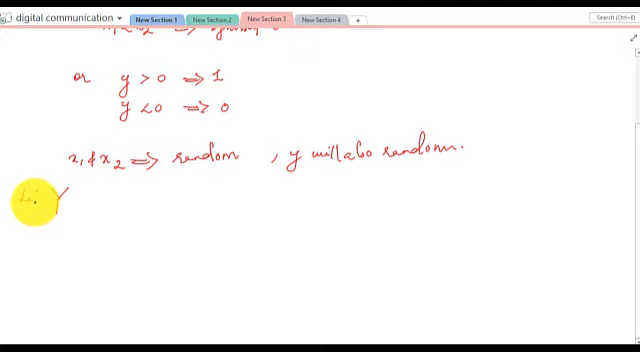 digital communication New Section 1 New Section 2 New Section 3 New Section 4 + Search (Ctrl+E)
or y > 0 ⟹ 1
y < 0 ⟹ 0
x₁ & x₂ ⟹ random , y will also random.
y